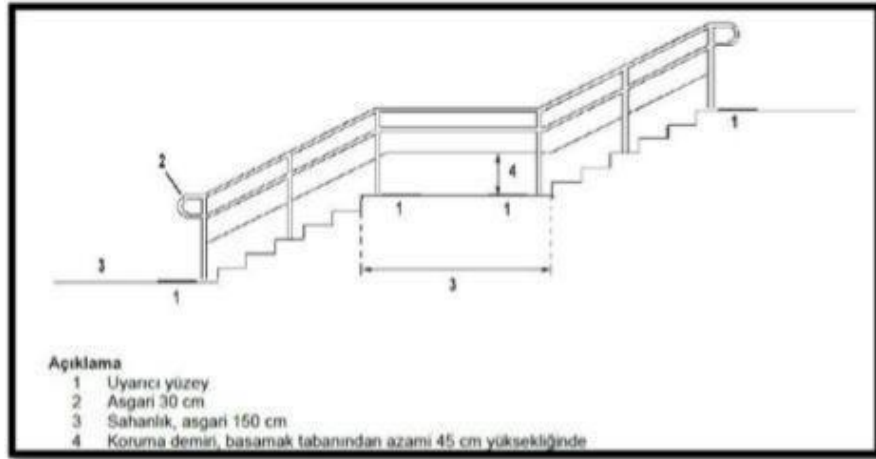 2
4
1
1
1
3
3
1
Açıklama
1 Uyarıcı yüzey
2 Asgari 30 cm
3 Sahanlık, asgari 150 cm
4 Koruma demiri, basamak tabanından azami 45 cm yüksekliğinde